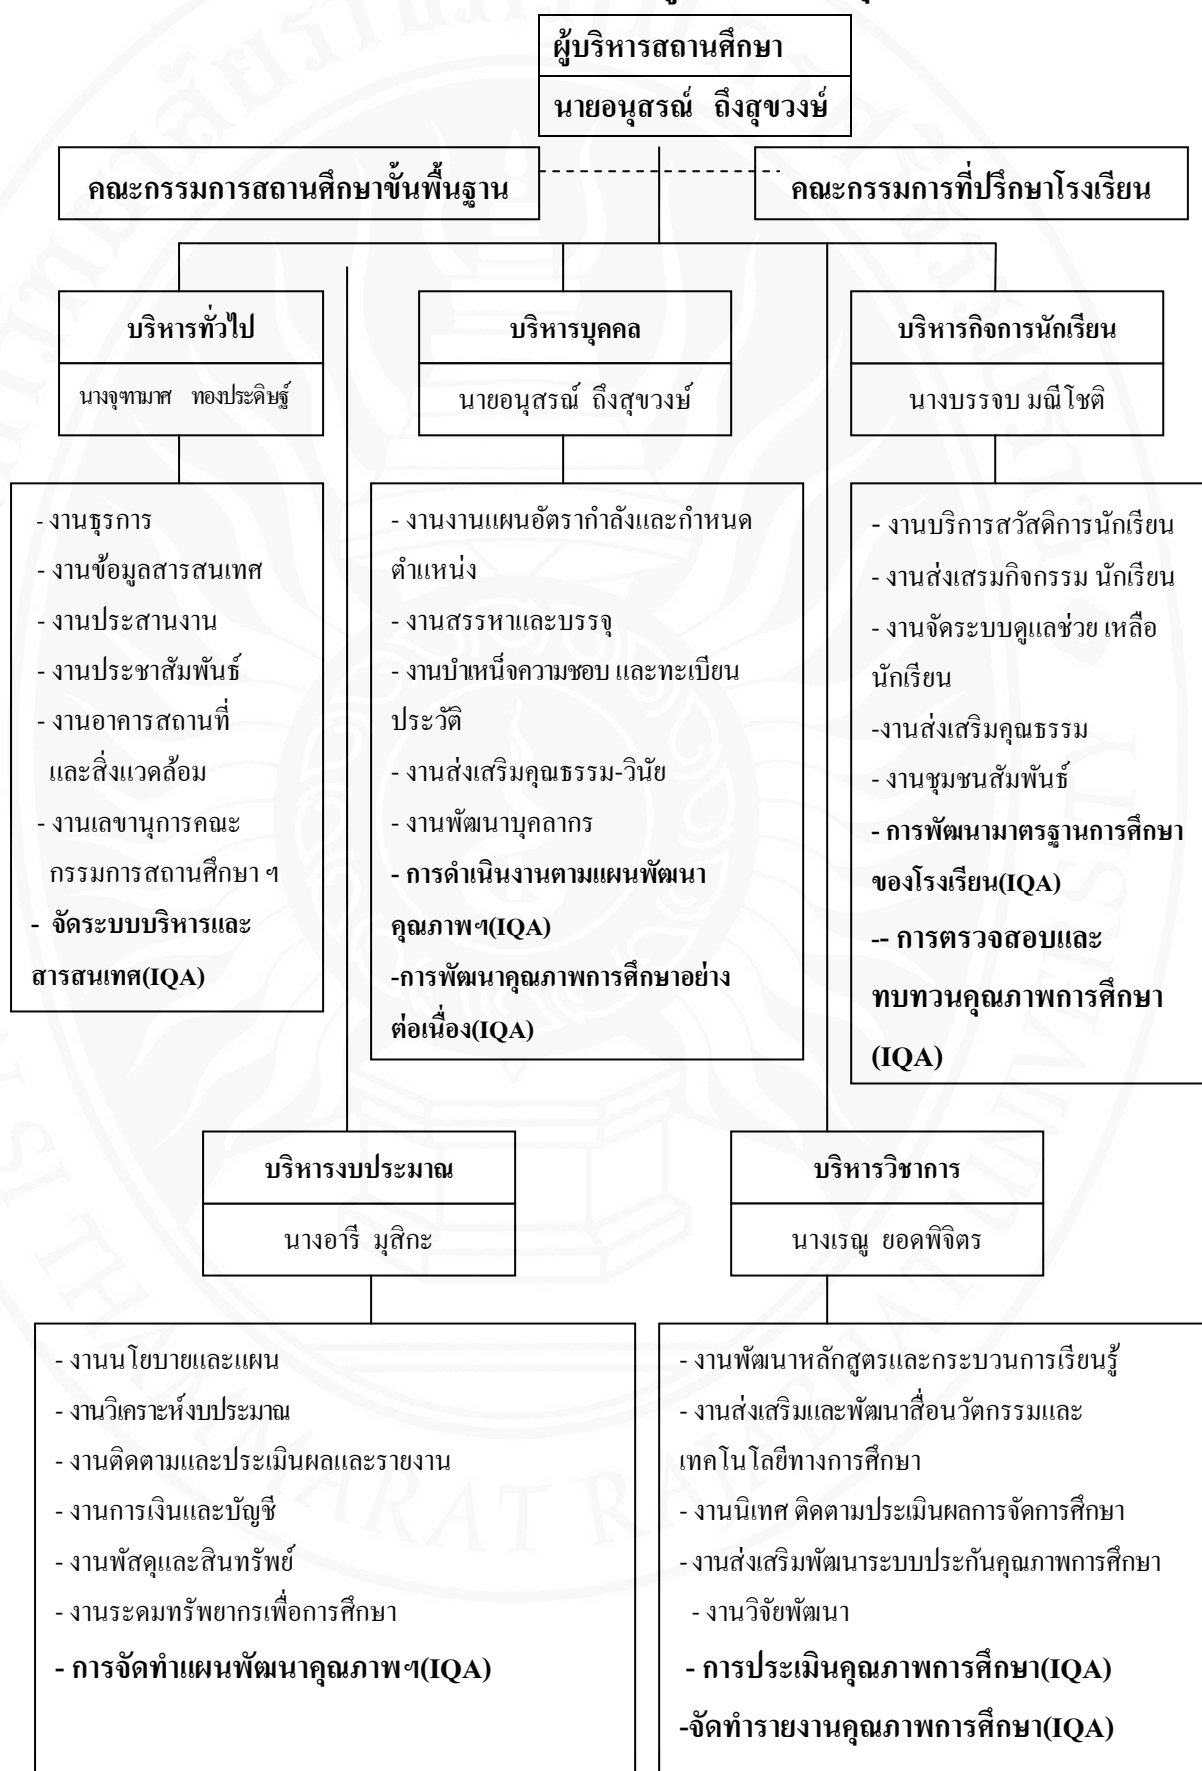 ผู้บริหารสถานศึกษา
นายอนุสรณ์ ถึงสุขวงษ์
คณะกรรมการสถานศึกษาขั้นพื้นฐาน
คณะกรรมการที่ปรึกษาโรงเรียน
บริหารทั่วไป
นางจุฑามาศ ทองประดิษฐ์
- งานธุรการ
- งานข้อมูลสารสนเทศ
- งานประสานงาน
- งานประชาสัมพันธ์
- งานอาคารสถานที่
และสิ่งแวดล้อม
- งานเลขานุการคณะ
กรรมการสถานศึกษา ฯ
- จัดระบบบริหารและ
สารสนเทศ(IQA)
บริหารบุคคล
นายอนุสรณ์ ถึงสุขวงษ์
- งานงานแผนอัตรากำลังและกำหนด
ตำแหน่ง
- งานสรรหาและบรรจุ
- งานบำเหน็จความชอบ และทะเบียน
ประวัติ
- งานส่งเสริมคุณธรรม-วินัย
- งานพัฒนาบุคลากร
- การดำเนินงานตามแผนพัฒนา
คุณภาพฯ(IQA)
-การพัฒนาคุณภาพการศึกษาอย่าง
ต่อเนื่อง(IQA)
บริหารกิจการนักเรียน
นางบรรจบ มณีโชติ
- งานบริการสวัสดิการนักเรียน
- งานส่งเสรมกิจกรรม นักเรียน
- งานจัดระบบดูแลช่วย เหลือ
นักเรียน
-งานส่งเสริมคุณธรรม
- งานชุมชนสัมพันธ์
- การพัฒนามาตรฐานการศึกษา
ของโรงเรียน(IQA)
-- การตรวจสอบและ
ทบทวนคุณภาพการศึกษา
(IQA)
บริหารงบประมาณ
นางอารี มุสิกะ
- งานนโยบายและแผน
- งานวิเคราะห์งบประมาณ
- งานติดตามและประเมินผลและรายงาน
- งานการเงินและบัญชี
- งานพัสดุและสินทรัพย์
- งานระดมทรัพยากรเพื่อการศึกษา
- การจัดทำแผนพัฒนาคุณภาพฯ(IQA)
บริหารวิชาการ
นางเรณู ยอดพิจิตร
- งานพัฒนาหลักสูตรและกระบวนการเรียนรู้
- งานส่งเสริมและพัฒนาสื่อนวัตกรรมและ
เทคโนโลยีทางการศึกษา
- งานนิเทศ ติดตามประเมินผลการจัดการศึกษา
- งานส่งเสริมพัฒนาระบบประกันคุณภาพการศึกษา
- งานวิจัยพัฒนา
- การประเมินคุณภาพการศึกษา(IQA)
-จัดทำรายงานคุณภาพการศึกษา(IQA)